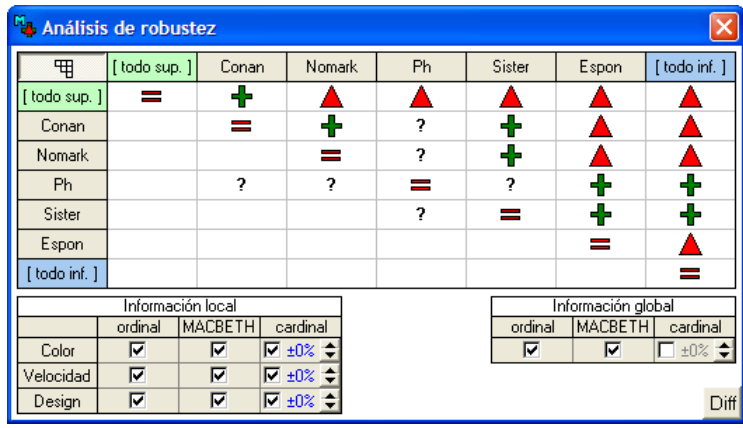 Análisis de robustez
[ todo sup. ] Conan Nomark Ph Sister Espon [ todo inf. ]
[ todo sup. ]
Conan ?
Nomark ?
Ph ? ? ?
Sister ?
Espon
[ todo inf. ]
Información local
ordinal MACBETH cardinal
Color ±0%
Velocidad ±0%
Design ±0%
Información global
ordinal MACBETH cardinal
±0%
Diff